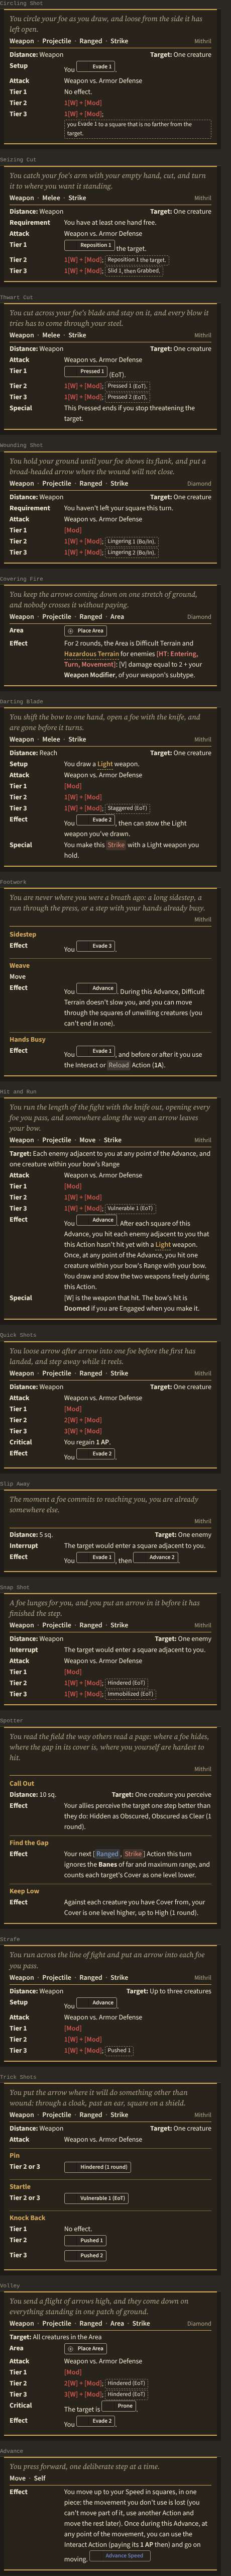 Circling Shot
You circle your foe as you draw, and loose from the side it has
left open.
Weapon · Projectile · Ranged · Strike Mithril
Distance: Weapon Target: One creature
Setup You Evade 1.
Attack Weapon vs. Armor Defense
Tier 1 No effect.
Tier 2 1[W] + [Mod]
Tier 3 1[W] + [Mod];
you Evade 1 to a square that is no farther from the
target.
Seizing Cut
You catch your foe's arm with your empty hand, cut, and turn
it to where you want it standing.
Weapon · Melee · Strike Mithril
Distance: Weapon Target: One creature
Requirement You have at least one hand free.
Attack Weapon vs. Armor Defense
Tier 1 Reposition 1 the target.
Tier 2 1[W] + [Mod]; Reposition 1 the target.
Tier 3 1[W] + [Mod]; Slid 1, then Grabbed.
Thwart Cut
You cut across your foe's blade and stay on it, and every blow it
tries has to come through your steel.
Weapon · Melee · Strike Mithril
Distance: Weapon Target: One creature
Attack Weapon vs. Armor Defense
Tier 1 Pressed 1 (EoT).
Tier 2 1[W] + [Mod]; Pressed 1 (EoT).
Tier 3 1[W] + [Mod]; Pressed 2 (EoT).
Special This Pressed ends if you stop threatening the
target.
Wounding Shot
You hold your ground until your foe shows its flank, and put a
broad-headed arrow where the wound will not close.
Weapon · Projectile · Ranged · Strike Diamond
Distance: Weapon Target: One creature
Requirement You haven't left your square this turn.
Attack Weapon vs. Armor Defense
Tier 1 [Mod]
Tier 2 1[W] + [Mod]; Lingering 1 (Bo/In).
Tier 3 1[W] + [Mod]; Lingering 2 (Bo/In).
Covering Fire
You keep the arrows coming down on one stretch of ground,
and nobody crosses it without paying.
Weapon · Projectile · Ranged · Area Diamond
Area Place Area
Effect For 2 rounds, the Area is Difficult Terrain and
Hazardous Terrain for enemies [HT: Entering,
Turn, Movement]: [V] damage equal to 2 + your
Weapon Modifier, of your weapon's subtype.
Darting Blade
You shift the bow to one hand, open a foe with the knife, and
are gone before it turns.
Weapon · Melee · Strike Mithril
Distance: Reach Target: One creature
Setup You draw a Light weapon.
Attack Weapon vs. Armor Defense
Tier 1 [Mod]
Tier 2 1[W] + [Mod]
Tier 3 1[W] + [Mod]; Staggered (EoT)
Effect You Evade 2, then can stow the Light
weapon you've drawn.
Special You make this Strike with a Light weapon you
hold.
Footwork
You are never where you were a breath ago: a long sidestep, a
run through the press, or a step with your hands already busy.
Mithril
Sidestep
Effect You Evade 3.
Weave
Move
Effect You Advance. During this Advance, Difficult
Terrain doesn't slow you, and you can move
through the squares of unwilling creatures (you
can't end in one).
Hands Busy
Effect You Evade 1, and before or after it you use
the Interact or Reload Action (1A).
Hit and Run
You run the length of the fight with the knife out, opening every
foe you pass, and somewhere along the way an arrow leaves
your bow.
Weapon · Projectile · Move · Strike Mithril
Target: Each enemy adjacent to you at any point of the Advance, and
one creature within your bow's Range
Attack Weapon vs. Armor Defense
Tier 1 [Mod]
Tier 2 1[W] + [Mod]
Tier 3 1[W] + [Mod]; Vulnerable 1 (EoT)
Effect You Advance. After each square of this
Advance, you hit each enemy adjacent to you that
this Action hasn't hit yet with a Light.
Once, at any point of the Advance, you hit one
creature within your bow's Range with your bow.
You draw and stow the two weapons freely during
this Action.
Special [W] is the weapon that hit. The bow's hit is
Doomed if you are Engaged when you make it.
Quick Shots
You loose arrow after arrow into one foe before the first has
landed, and step away while it reels.
Weapon · Projectile · Ranged · Strike Mithril
Distance: Weapon Target: One creature
Attack Weapon vs. Armor Defense
Tier 1 [Mod]
Tier 2 2[W] + [Mod]
Tier 3 3[W] + [Mod]
Critical You regain 1 AP.
Effect You Evade 2.
Slip Away
The moment a foe commits to reaching you, you are already
somewhere else.
Mithril
Distance: 5 sq. Target: One enemy
Interrupt The target would enter a square adjacent to you.
Effect You Evade 1, then Advance 2
Snap Shot
A foe lunges for you, and you put an arrow in it before it has
finished the step.
Weapon · Projectile · Ranged · Strike Mithril
Distance: Weapon Target: One enemy
Interrupt The target would enter a square adjacent to you.
Attack Weapon vs. Armor Defense
Tier 1 [Mod]
Tier 2 1[W] + [Mod]; Hindered (EoT)
Tier 3 1[W] + [Mod]; Immobilized (EoT)
Spotter
You read the field the way others read a page: where a foe hides,
where the gap in its cover is, where you yourself are hardest to
hit.
Mithril
Call Out
Distance: 10 sq. Target: One creature you perceive
Effect Your allies perceive the target one step better than
they do: Hidden as Obscured, Obscured as Clear (1
round).
Find the Gap
Effect Your next [Ranged, Strike] Action this turn
ignores the Banes of far and maximum range, and
counts each target's Cover as one level lower.
Keep Low
Effect Against each creature you have Cover from, your
Cover is one level higher, up to High (1 round).
Strafe
You run across the line of fight and put an arrow into each foe
you pass.
Weapon · Projectile · Ranged · Strike Mithril
Distance: Weapon Target: Up to three creatures
Setup You Advance.
Attack Weapon vs. Armor Defense
Tier 1 [Mod]
Tier 2 1[W] + [Mod]
Tier 3 1[W] + [Mod]; Pushed 1
Trick Shots
You put the arrow where it will do something other than
wound: through a cloak, past an ear, square on a shield.
Weapon · Projectile · Ranged · Strike Mithril
Distance: Weapon Target: One creature
Attack Weapon vs. Armor Defense
Pin
Tier 2 or 3 Hindered (1 round)
Startle
Tier 2 or 3 Vulnerable 1 (EoT)
Knock Back
Tier 1 No effect.
Tier 2 Pushed 1
Tier 3 Pushed 2
Volley
You send a flight of arrows high, and they come down on
everything standing in one patch of ground.
Weapon · Projectile · Ranged · Area · Strike Diamond
Target: All creatures in the Area
Area Place Area
Attack Weapon vs. Armor Defense
Tier 1 [Mod]
Tier 2 2[W] + [Mod]; Hindered (EoT)
Tier 3 3[W] + [Mod]; Hindered (EoT)
Critical The target is Prone.
Effect You Evade 2.
Advance
You press forward, one deliberate step at a time.
Move · Self
Effect You move up to your Speed in squares, in one
piece: the movement you don't use is lost (you
can't move part of it, use another Action and
move the rest later). Once during this Advance, at
any point of the movement, you can use the
Interact Action (paying its 1 AP then) and go on
moving. Advance Speed